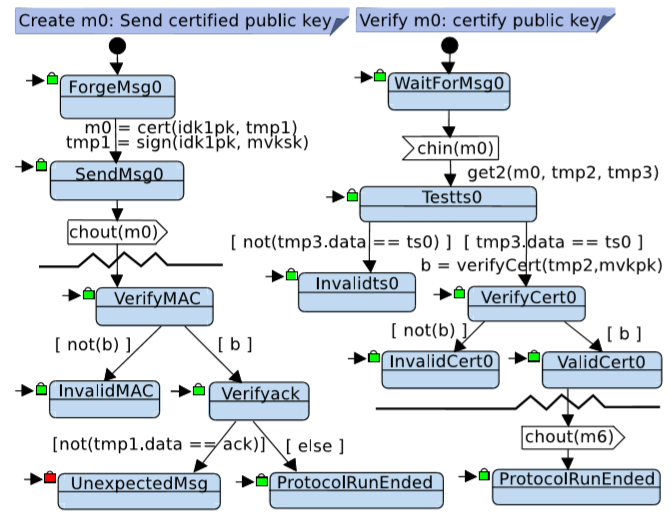 Create m0: Send certified public key
ForgeMsg0
m0 = cert(idk1pk, tmp1)
tmp1 = sign(idk1pk, mvksk)
SendMsg0
chout(m0)
VerifyMAC
[ not(b) ]
[ b ]
InvalidMAC
Verifyack
[not(tmp1.data == ack)]
[ else ]
UnexpectedMsg
ProtocolRunEnded
Verify m0: certify public key
WaitForMsg0
chin(m0)
get2(m0, tmp2, tmp3)
Testts0
[ not(tmp3.data == ts0) ]
[ tmp3.data == ts0 ]
b = verifyCert(tmp2,mvkpk)
Invalidts0
VerifyCert0
[ not(b) ]
[ b ]
InvalidCert0
ValidCert0
chout(m6)
ProtocolRunEnded